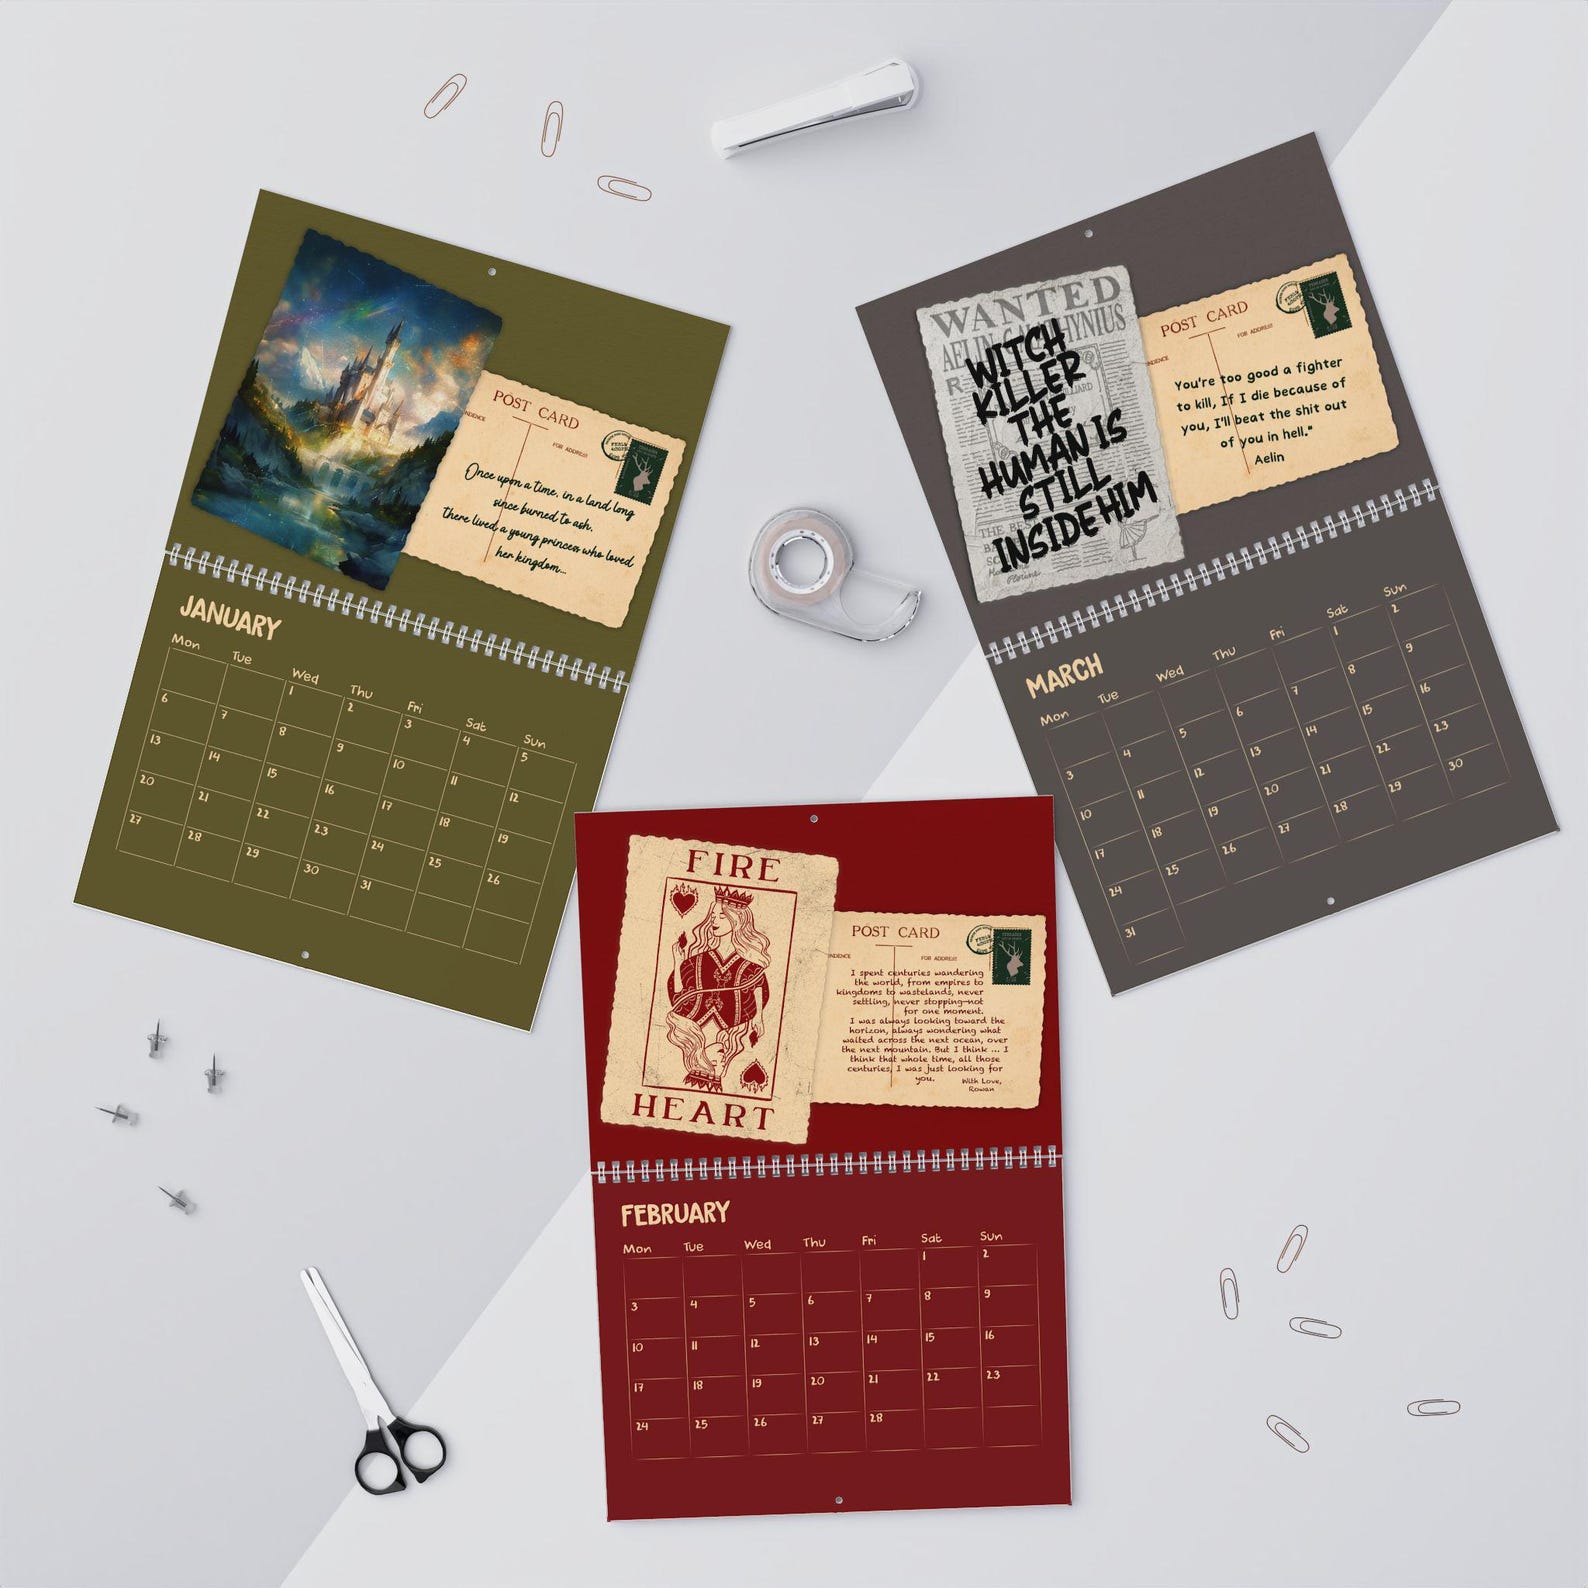 POST CARD
NDENCE
FOR ADDRESS
Once upon a time, in a land long
since burned to ash,
there lived a young princess who loved
her kingdom...
JANUARY
Mon Tue Wed Thu Fri Sat Sun
1 2 3 4 5
6 7 8 9 10 11 12
13 14 15 16 17 18 19
20 21 22 23 24 25 26
27 28 29 30 31
WANTED
AELIN GALATHYNIUS
WITCH
KILLER
THE
HUMAN IS
STILL
INSIDE HIM
POST CARD
NDENCE
FOR ADDRESS
You're too good a fighter
to kill, If I die because of
you, I'll beat the shit out
of you in hell."
Aelin
MARCH
Mon Tue Wed Thu Fri Sat Sun
1 2
3 4 5 6 7 8 9
10 11 12 13 14 15 16
17 18 19 20 21 22 23
24 25 26 27 28 29 30
31
FIRE
HEART
POST CARD
NDENCE
FOR ADDRESS
I spent centuries wandering
the world, from empires to
kingdoms to wastelands, never
settling, never stopping—not
for one moment.
I was always looking toward the
horizon, always wondering what
waited across the next ocean, over
the next mountain. But I think ... I
think that whole time, all those
centuries, I was just looking for
you.
With Love,
Rowan
FEBRUARY
Mon Tue Wed Thu Fri Sat Sun
1 2
3 4 5 6 7 8 9
10 11 12 13 14 15 16
17 18 19 20 21 22 23
24 25 26 27 28